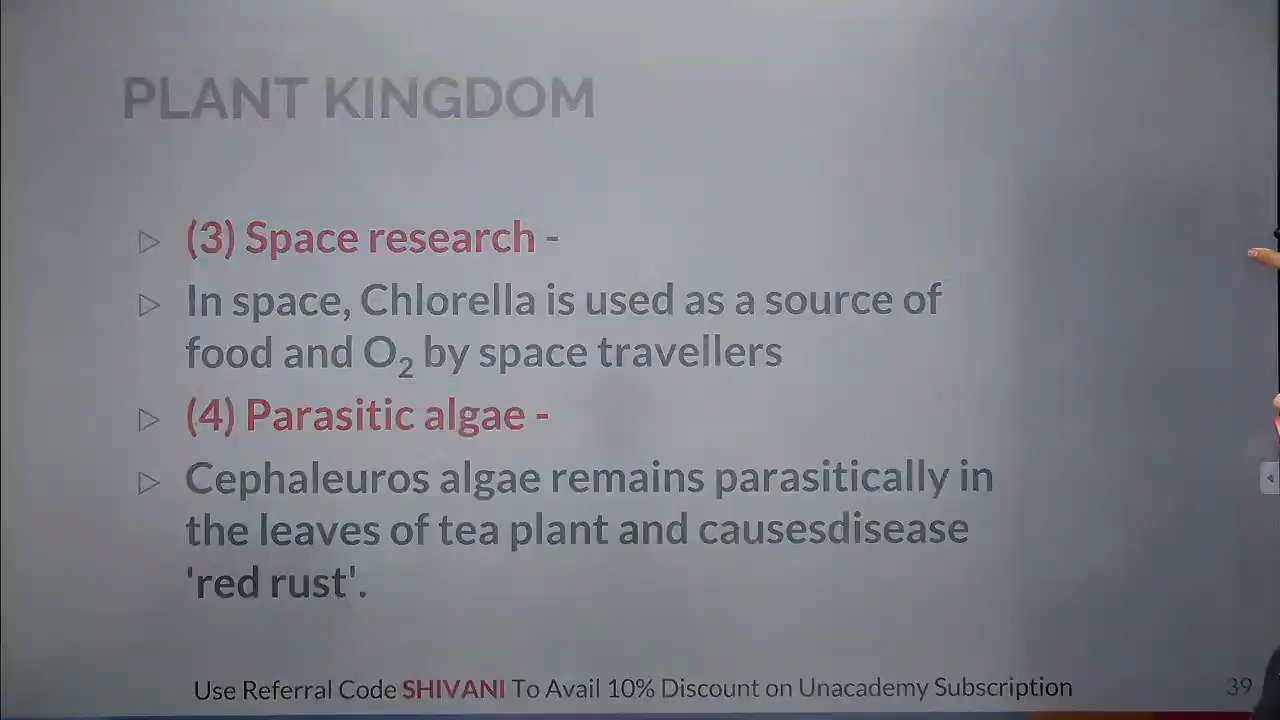 PLANT KINGDOM
(3) Space research -
In space, Chlorella is used as a source of
food and O₂ by space travellers
(4) Parasitic algae -
Cephaleuros algae remains parasitically in
the leaves of tea plant and causesdisease
'red rust'.
Use Referral Code SHIVANI To Avail 10% Discount on Unacademy Subscription
39